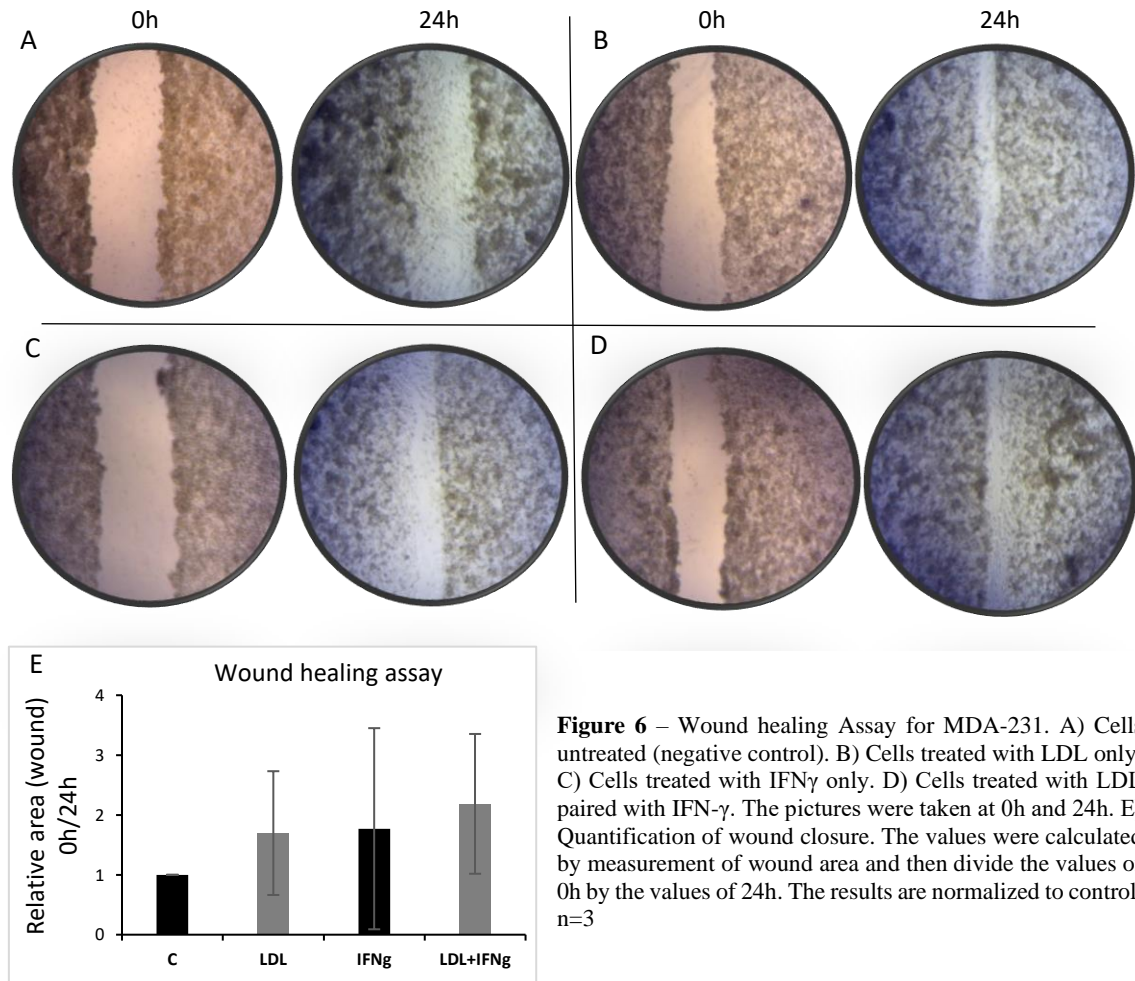 0h
24h
0h
24h
A
B
C
D
E
Wound healing assay
Relative area (wound)
0h/24h
4
3
2
1
0
C
LDL
IFNg
LDL+IFNg
Figure 6 – Wound healing Assay for MDA-231. A) Cells
untreated (negative control). B) Cells treated with LDL only
C) Cells treated with IFNγ only. D) Cells treated with LDL
paired with IFN-γ. The pictures were taken at 0h and 24h. E
Quantification of wound closure. The values were calculated
by measurement of wound area and then divide the values o
0h by the values of 24h. The results are normalized to control
n=3